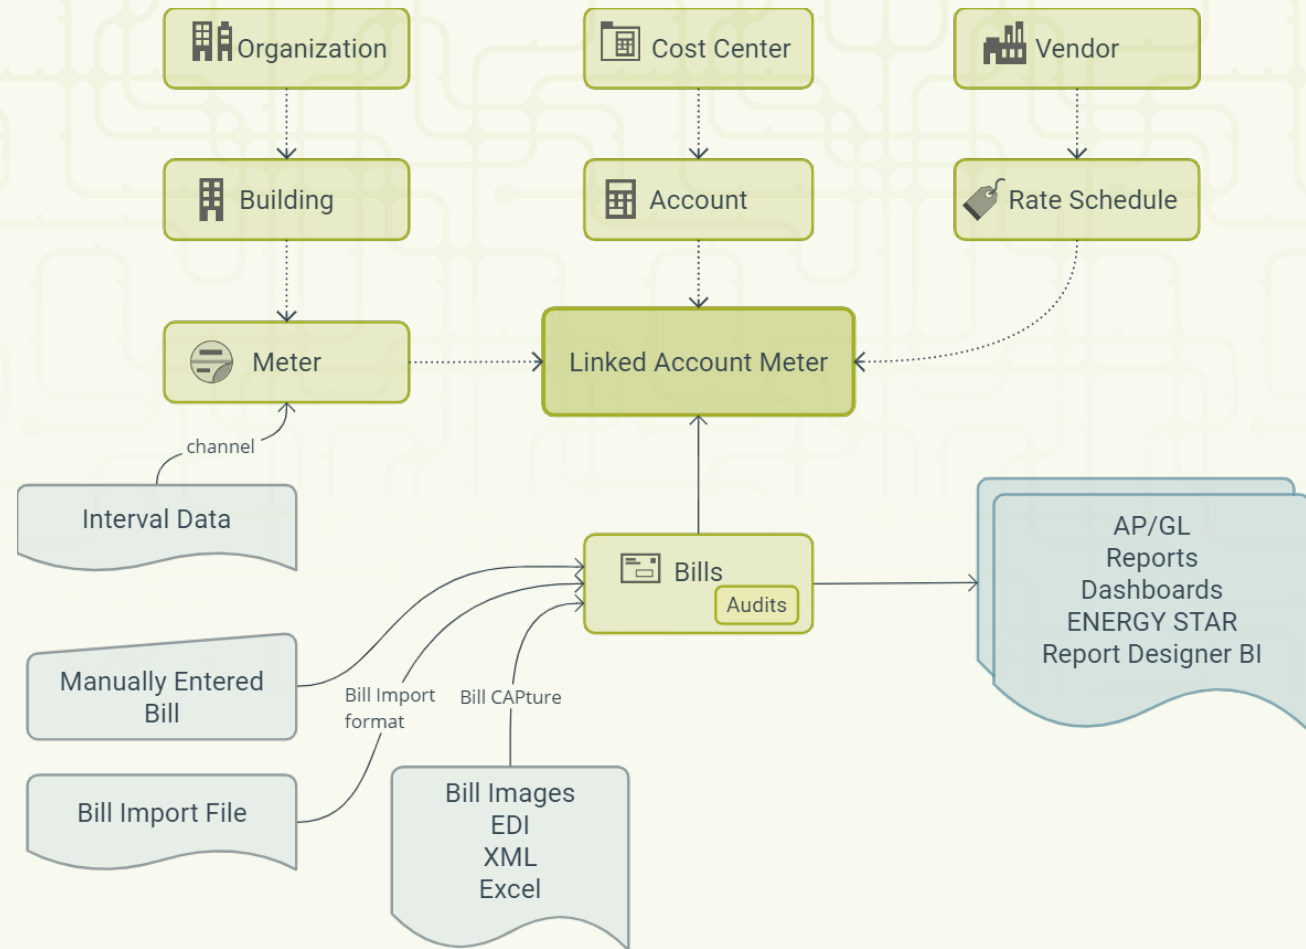 Organization
Cost Center
Vendor
Building
Account
Rate Schedule
Meter
Linked Account Meter
channel
Interval Data
Bills
Audits
AP/GL
Reports
Dashboards
ENERGY STAR
Report Designer BI
Manually Entered
Bill
Bill Import
format
Bill CAPture
Bill Import File
Bill Images
EDI
XML
Excel